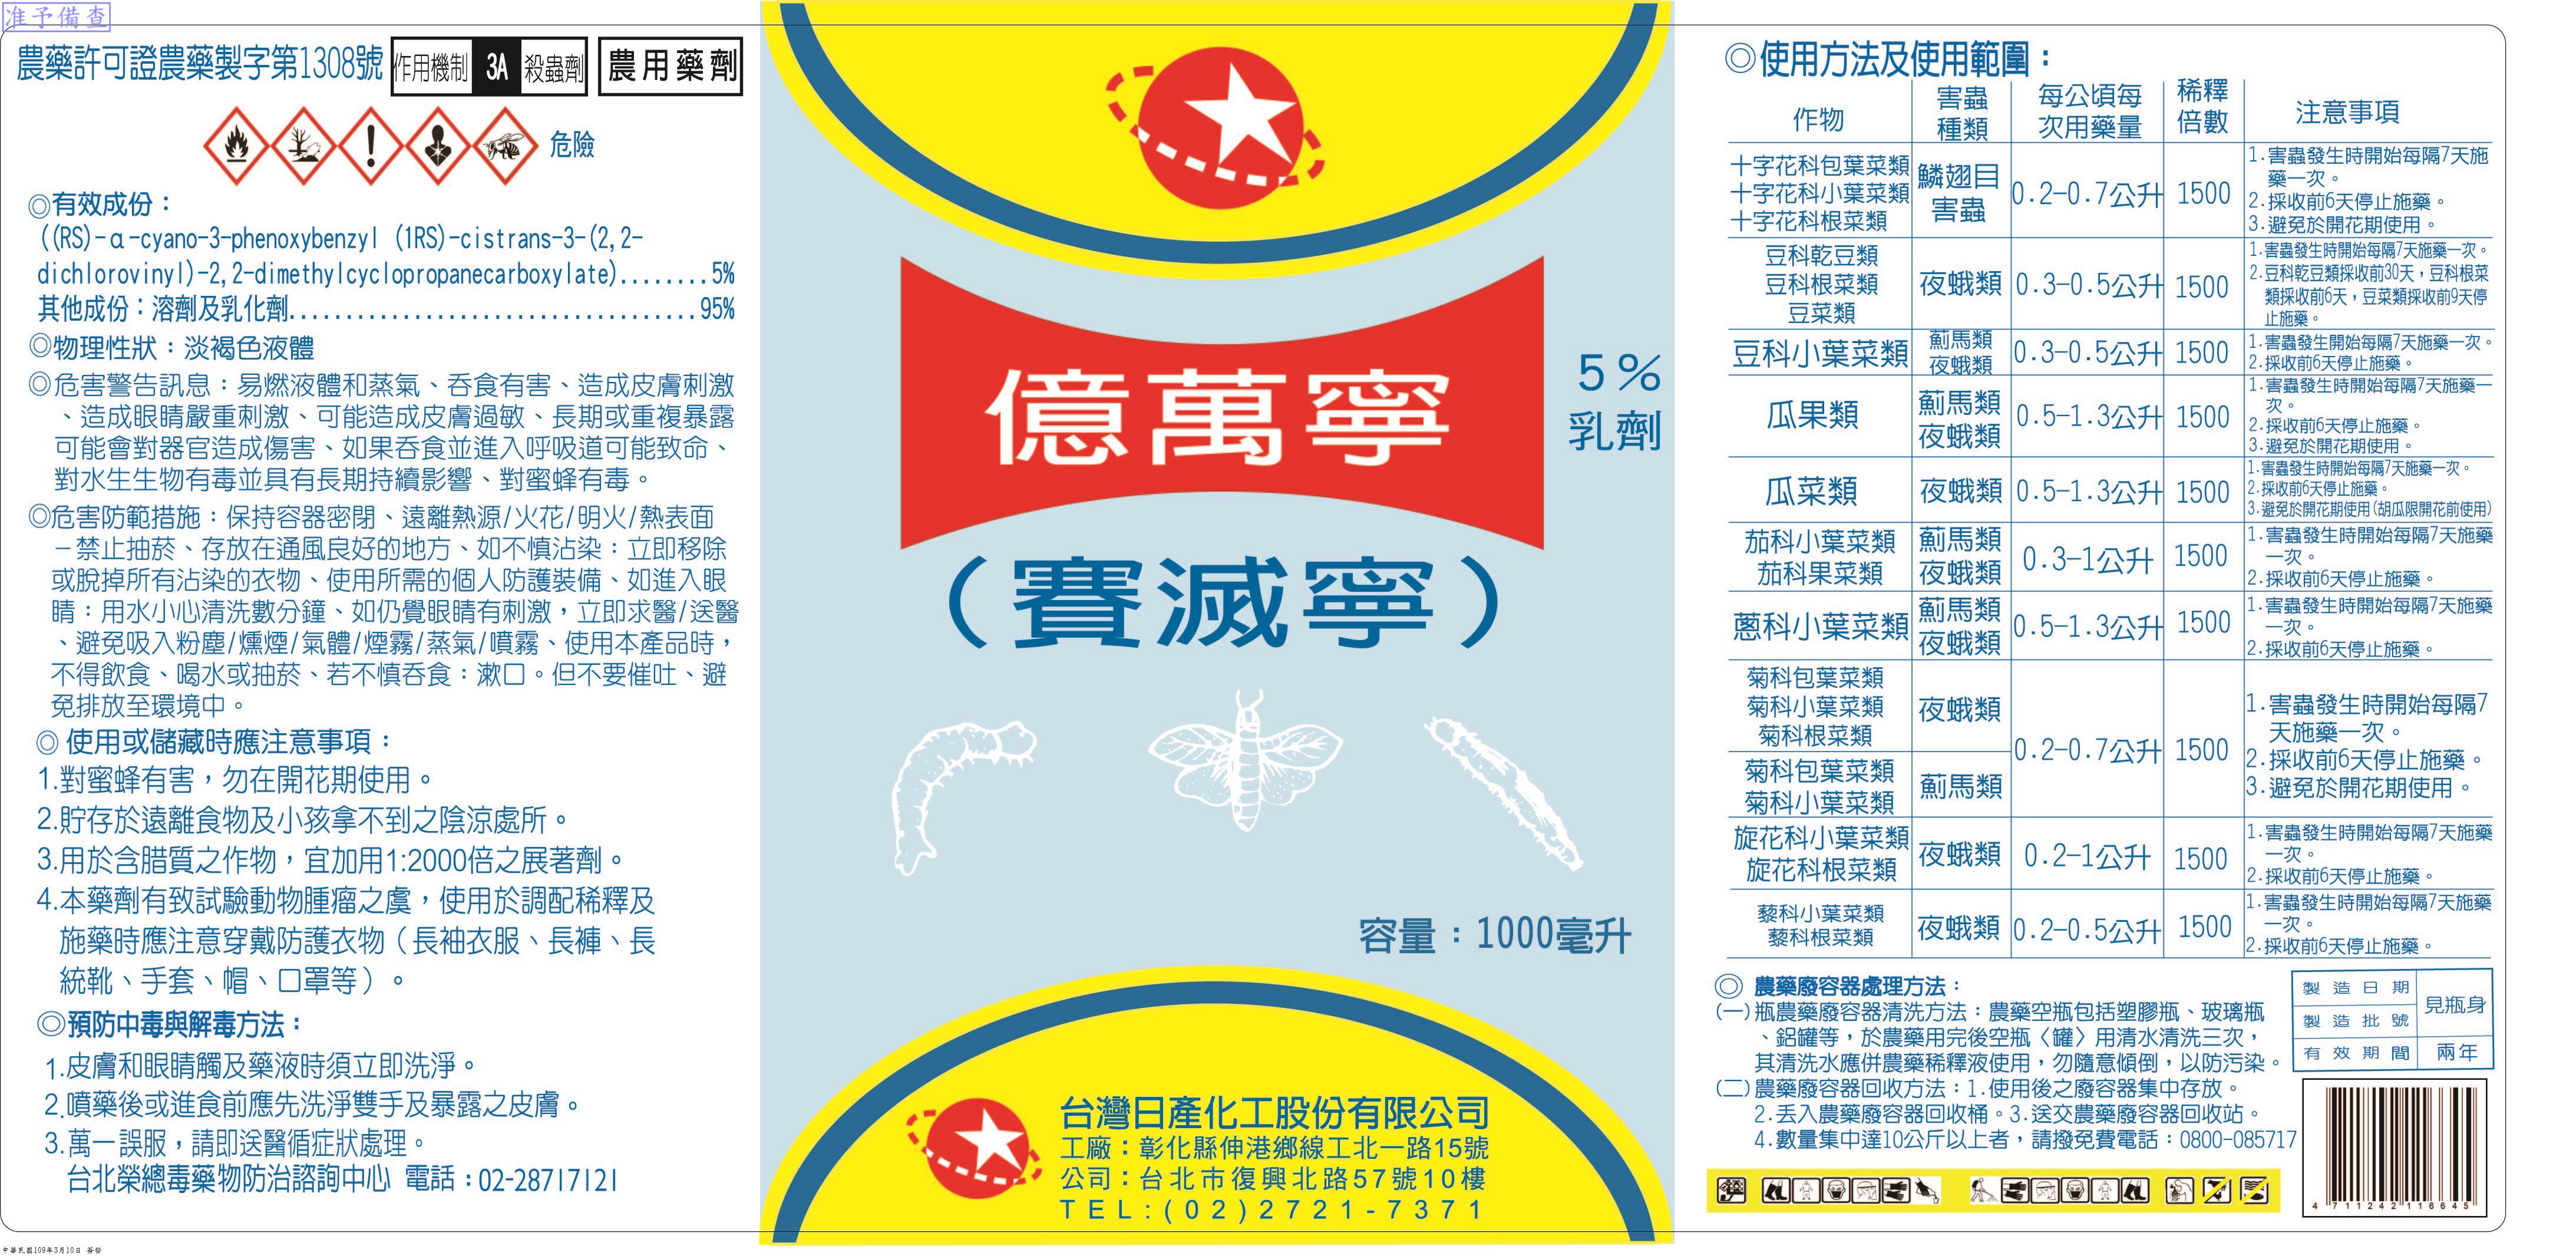 准予備查
農藥許可證農藥製字第1308號
作用機制 3A 殺蟲劑
農用藥劑
危險
◎有效成份：
((RS)-α-cyano-3-phenoxybenzyl (1RS)-cistrans-3-(2,2-
dichlorovinyl)-2,2-dimethylcyclopropanecarboxylate)........5%
其他成份：溶劑及乳化劑....................................95%
◎物理性狀：淡褐色液體
◎危害警告訊息：易燃液體和蒸氣、吞食有害、造成皮膚刺激
、造成眼睛嚴重刺激、可能造成皮膚過敏、長期或重複暴露
可能會對器官造成傷害、如果吞食並進入呼吸道可能致命、
對水生生物有毒並具有長期持續影響、對蜜蜂有毒。
◎危害防範措施：保持容器密閉、遠離熱源/火花/明火/熱表面
－禁止抽菸、存放在通風良好的地方、如不慎沾染：立即移除
或脫掉所有沾染的衣物、使用所需的個人防護裝備、如進入眼
睛：用水小心清洗數分鐘、如仍覺眼睛有刺激，立即求醫/送醫
、避免吸入粉塵/燻煙/氣體/煙霧/蒸氣/噴霧、使用本產品時，
不得飲食、喝水或抽菸、若不慎吞食：漱口。但不要催吐、避
免排放至環境中。
◎ 使用或儲藏時應注意事項：
1.對蜜蜂有害，勿在開花期使用。
2.貯存於遠離食物及小孩拿不到之陰涼處所。
3.用於含腊质之作物，宜加用1:2000倍之展著劑。
4.本藥劑有致試驗動物腫瘤之虞，使用於調配稀釋及
施藥時應注意穿戴防護衣物（長袖衣服、長褲、長
統靴、手套、帽、口罩等）。
◎預防中毒與解毒方法：
1.皮膚和眼睛觸及藥液時須立即洗淨。
2.噴藥後或進食前應先洗淨雙手及暴露之皮膚。
3.萬一誤服，請即送醫循症狀處理。
台北榮總毒藥物防治諮詢中心 電話：02-28717121
中華民國109年3月10日 簽發
億萬寧
5%
乳劑
（賽滅寧）
容量：1000毫升
台灣日產化工股份有限公司
工廠：彰化縣伸港鄉線工北一路15號
公司：台北市復興北路57號10樓
TEL:(02)2721-7371
◎使用方法及使用範圍：
作物 害蟲種類 每公頃每次用藥量 稀釋倍數 注意事項
十字花科包葉菜類
十字花科小葉菜類
十字花科根菜類
鱗翅目
害蟲
0.2-0.7公升 1500
1.害蟲發生時開始每隔7天施
藥一次。
2.採收前6天停止施藥。
3.避免於開花期使用。
豆科乾豆類
豆科根菜類
豆菜類
夜蛾類 0.3-0.5公升 1500
1.害蟲發生時開始每隔7天施藥一次。
2.豆科乾豆類採收前30天，豆科根菜
類採收前6天，豆菜類採收前9天停
止施藥。
豆科小葉菜類
薊馬類
夜蛾類
0.3-0.5公升 1500
1.害蟲發生開始每隔7天施藥一次。
2.採收前6天停止施藥。
瓜果類
薊馬類
夜蛾類
0.5-1.3公升 1500
1.害蟲發生時開始每隔7天施藥一
次。
2.採收前6天停止施藥。
3.避免於開花期使用。
瓜菜類 夜蛾類 0.5-1.3公升 1500
1.害蟲發生時開始每隔7天施藥一次。
2.採收前6天停止施藥。
3.避免於開花期使用(胡瓜限開花前使用)
茄科小葉菜類
茄科果菜類
薊馬類
夜蛾類
0.3-1公升 1500
1.害蟲發生時開始每隔7天施藥
一次。
2.採收前6天停止施藥。
蔥科小葉菜類
薊馬類
夜蛾類
0.5-1.3公升 1500
1.害蟲發生時開始每隔7天施藥
一次。
2.採收前6天停止施藥。
菊科包葉菜類
菊科小葉菜類
菊科根菜類
夜蛾類
菊科包葉菜類
菊科小葉菜類
薊馬類
0.2-0.7公升 1500
1.害蟲發生時開始每隔7
天施藥一次。
2.採收前6天停止施藥。
3.避免於開花期使用。
旋花科小葉菜類
旋花科根菜類
夜蛾類 0.2-1公升 1500
1.害蟲發生時開始每隔7天施藥
一次。
2.採收前6天停止施藥。
藜科小葉菜類
藜科根菜類
夜蛾類 0.2-0.5公升 1500
1.害蟲發生時開始每隔7天施藥
一次。
2.採收前6天停止施藥。
◎ 農藥廢容器處理方法：
(一)瓶農藥廢容器清洗方法：農藥空瓶包括塑膠瓶、玻璃瓶
、鋁罐等，於農藥用完後空瓶〈罐〉用清水清洗三次，
其清洗水應併農藥稀釋液使用，勿隨意傾倒，以防污染。
(二)農藥廢容器回收方法：1.使用後之廢容器集中存放。
2.丟入農藥廢容器回收桶。3.送交農藥廢容器回收站。
4.數量集中達10公斤以上者，請撥免費電話：0800-085717
製造日期
製造批號
見瓶身
有效期間 兩年
4 711242 116645